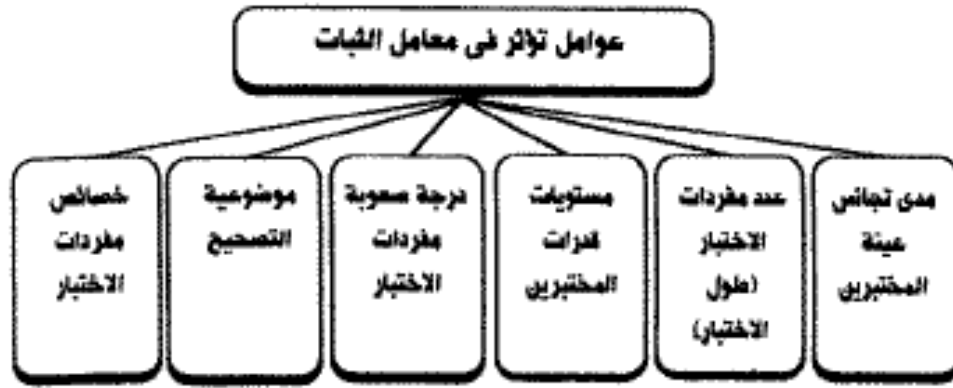 عوامل تؤثر فى معامل الثبات
مدى تجانس
عينة
المختبرين
عدد مفردات
الاختبار
(طول
الاختبار)
مستويات
قدرات
المختبرين
درجة صعوبة
مفردات
الاختبار
موضوعية
التصحيح
خصائص
مفردات
الاختبار